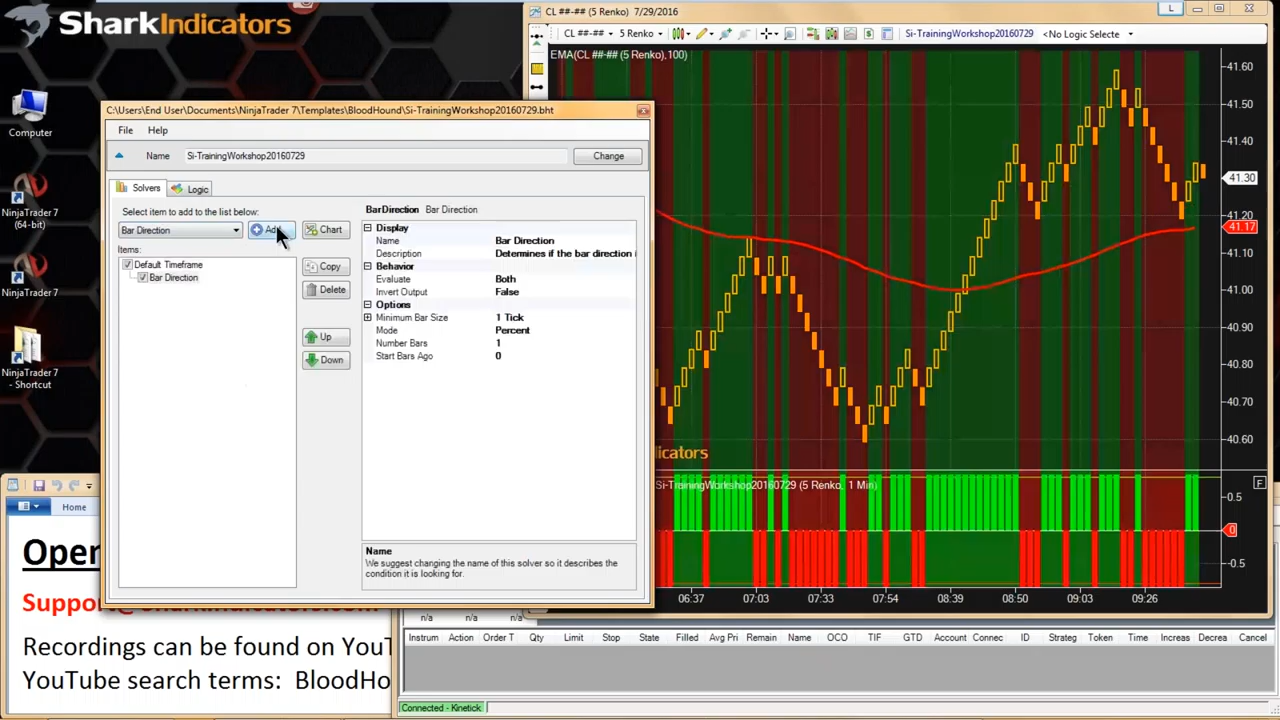 SharkIndicators
Computer
NinjaTrader 7
(64-bit)
NinjaTrader 7
NinjaTrader 7
- Shortcut
C:\Users\End User\Documents\NinjaTrader 7\Templates\BloodHound\Si-TrainingWorkshop20160729.bht
File Help
Name Si-TrainingWorkshop20160729 Change
Solvers Logic
Select item to add to the list below:
Bar Direction Add Chart
Items:
Default Timeframe
Bar Direction
Copy
Delete
Up
Down
BarDirection Bar Direction
Display
Name Bar Direction
Description Determines if the bar direction i
Behavior
Evaluate Both
Invert Output False
Options
Minimum Bar Size 1 Tick
Mode Percent
Number Bars 1
Start Bars Ago 0
Name
We suggest changing the name of this solver so it describes the
condition it is looking for.
CL ##-## (5 Renko) 7/29/2016
L
CL ##-## 5 Renko Si-TrainingWorkshop20160729 <No Logic Selecte
EMA(CL ##-## (5 Renko),100)
41.60
41.50
41.40
41.30
41.20
41.17
41.00
40.90
40.80
40.70
40.60
icators
Si-TrainingWorkshop20160729 (5 Renko, 1 Min)
F
0.5
0
-0.5
06:37 07:03 07:33 07:54 08:39 08:50 09:03 09:26
Home
Open
Recordings can be found on YouT
YouTube search terms: BloodHo
n/a n/a n/a
Instrum Action Order T Qty Limit Stop State Filled Avg Pri Remain Name OCO TIF GTD Account Connec ID Strateg Token Time Increas Decrea Cancel
Connected - Kinetick